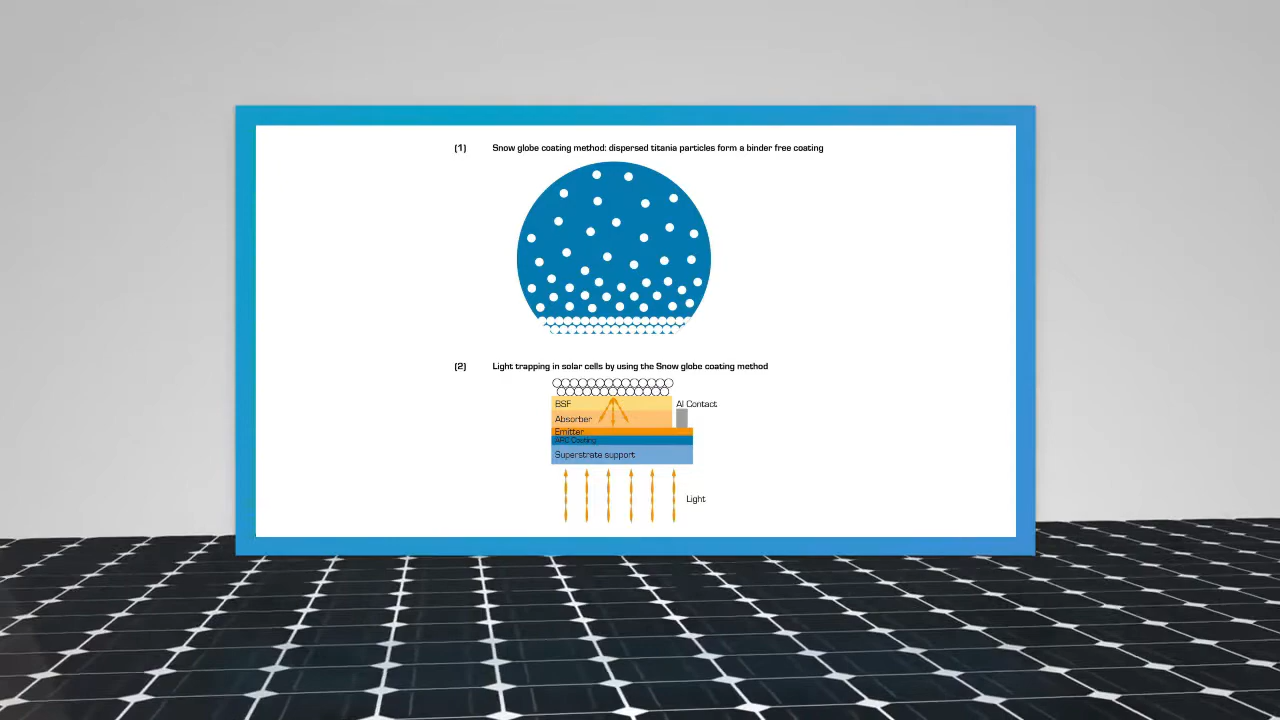 (1) Snow globe coating method: dispersed titania particles form a binder free coating
(2) Light trapping in solar cells by using the Snow globe coating method
BSF
Al Contact
Absorber
Emitter
ARC Coating
Superstrate support
Light